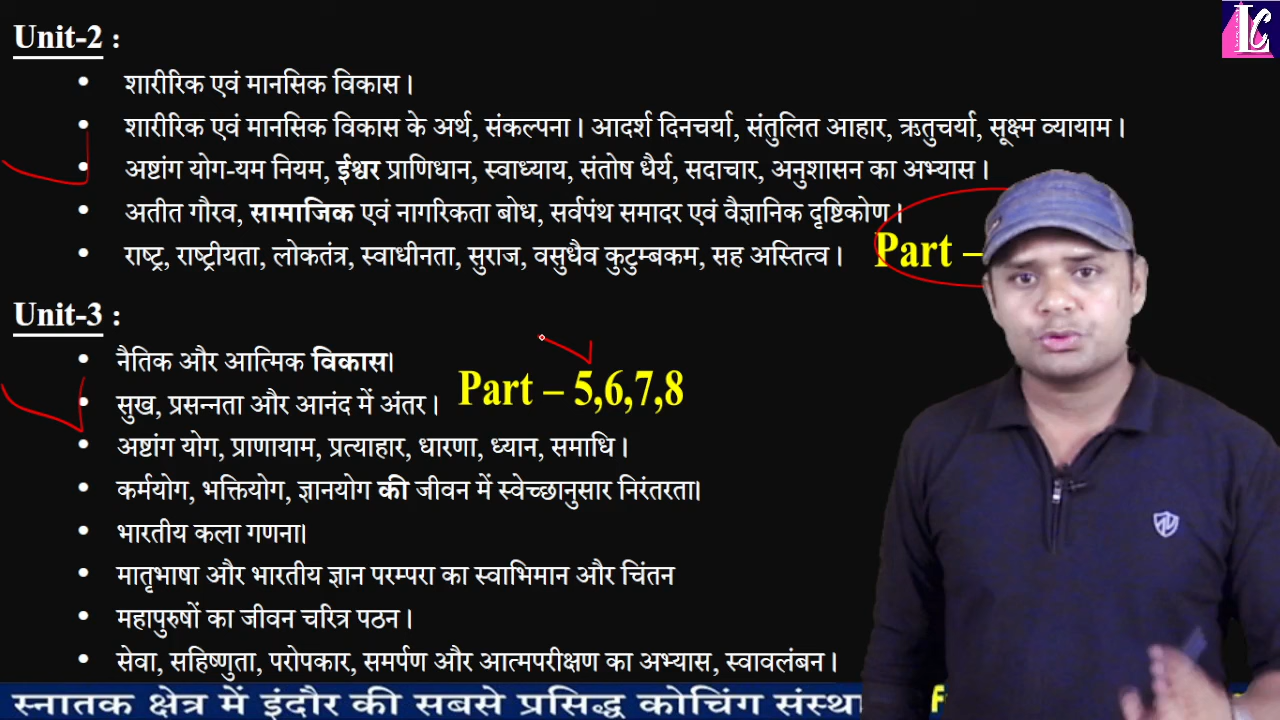 Unit-2 :
• शारीरिक एवं मानसिक विकास।
• शारीरिक एवं मानसिक विकास के अर्थ, संकल्पना। आदर्श दिनचर्या, संतुलित आहार, ऋतुचर्या, सूक्ष्म व्यायाम।
• अष्टांग योग-यम नियम, ईश्वर प्राणिधान, स्वाध्याय, संतोष धैर्य, सदाचार, अनुशासन का अभ्यास।
• अतीत गौरव, सामाजिक एवं नागरिकता बोध, सर्वपंथ समादर एवं वैज्ञानिक दृष्टिकोण।
• राष्ट्र, राष्ट्रीयता, लोकतंत्र, स्वाधीनता, सुराज, वसुधैव कुटुम्बकम, सह अस्तित्व।
Part –
Unit-3 :
• नैतिक और आत्मिक विकास।
• सुख, प्रसन्नता और आनंद में अंतर।
Part – 5,6,7,8
• अष्टांग योग, प्राणायाम, प्रत्याहार, धारणा, ध्यान, समाधि।
• कर्मयोग, भक्तियोग, ज्ञानयोग की जीवन में स्वेच्छानुसार निरंतरता।
• भारतीय कला गणना।
• मातृभाषा और भारतीय ज्ञान परम्परा का स्वाभिमान और चिंतन
• महापुरुषों का जीवन चरित्र पठन।
• सेवा, सहिष्णुता, परोपकार, समर्पण और आत्मपरीक्षण का अभ्यास, स्वावलंबन।
स्नातक क्षेत्र में इंदौर की सबसे प्रसिद्ध कोचिंग संस्था